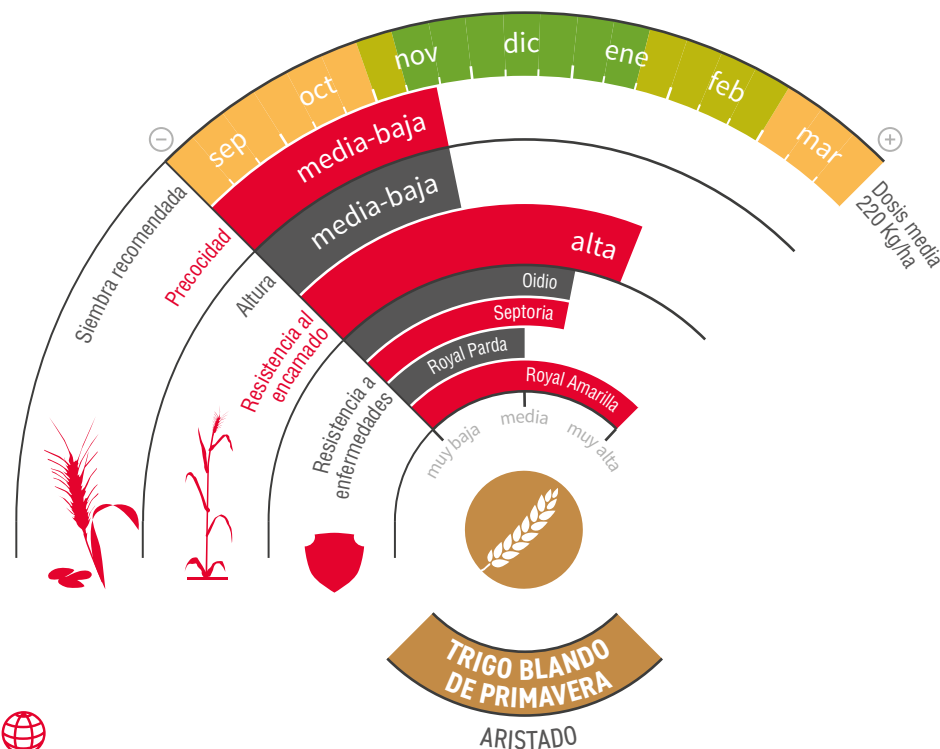 sep
oct
nov
dic
ene
feb
mar
−
+
Siembra recomendada
Dosis media
220 Kg/ha
Precocidad
media-baja
Altura
media-baja
Resistencia al
encamado
alta
Resistencia a
enfermedades
Oidio
Septoria
Royal Parda
Royal Amarilla
muy baja
media
muy alta
TRIGO BLANDO
DE PRIMAVERA
ARISTADO